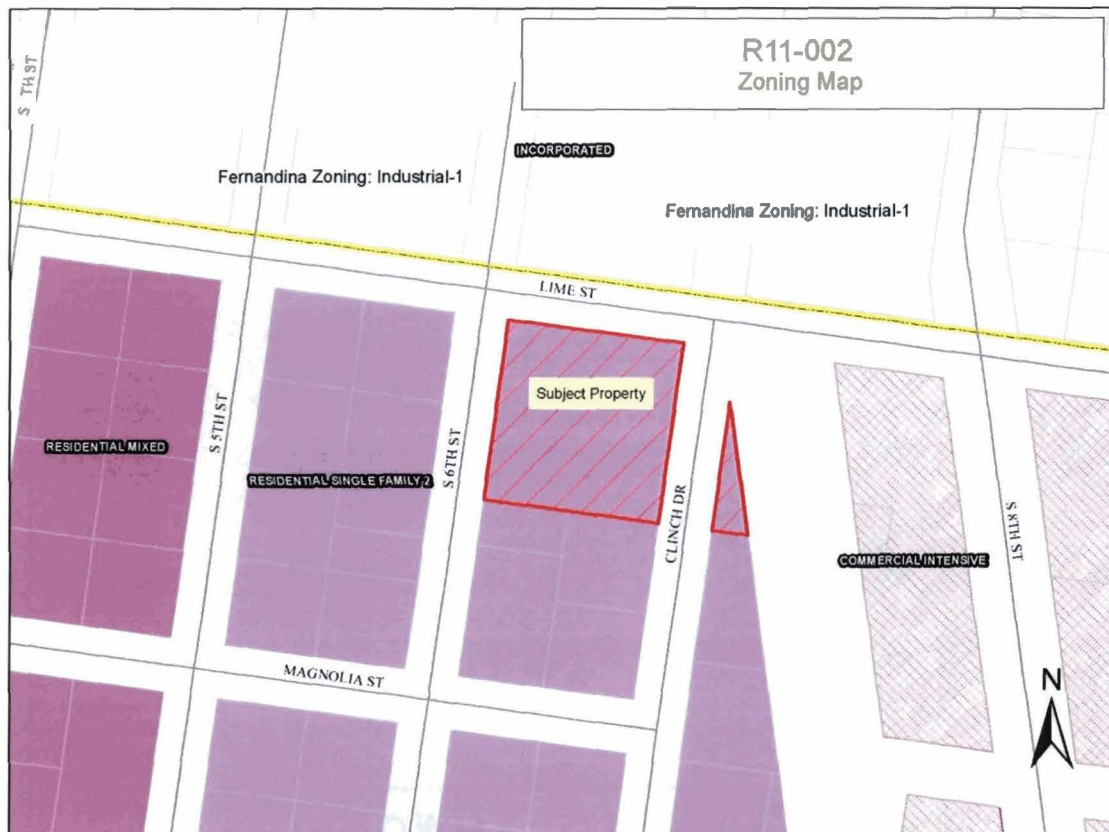 R11-002
Zoning Map
S TH ST
INCORPORATED
Fernandina Zoning: Industrial-1
Fernandina Zoning: Industrial-1
LIME ST
Subject Property
S 5TH ST
RESIDENTIAL MIXED
S 6TH ST
RESIDENTIAL SINGLE FAMILY 2
CLINCH DR
S 8TH ST
COMMERCIAL INTENSIVE
MAGNOLIA ST
N